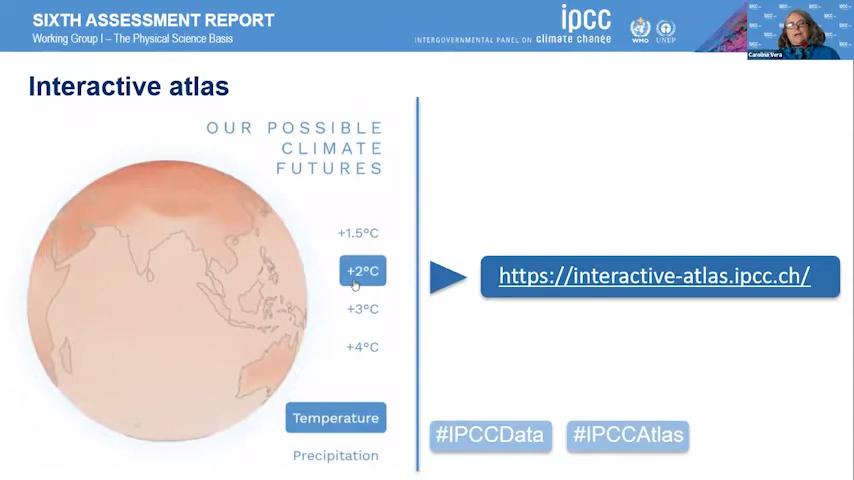 SIXTH ASSESSMENT REPORT
Working Group I – The Physical Science Basis
ipcc
INTERGOVERNMENTAL PANEL ON climate change
WMO
UNEP
Carolina Vera
Interactive atlas
OUR POSSIBLE
CLIMATE
FUTURES
+1.5°C
+2°C
+3°C
+4°C
Temperature
Precipitation
https://interactive-atlas.ipcc.ch/
#IPCCData
#IPCCAtlas